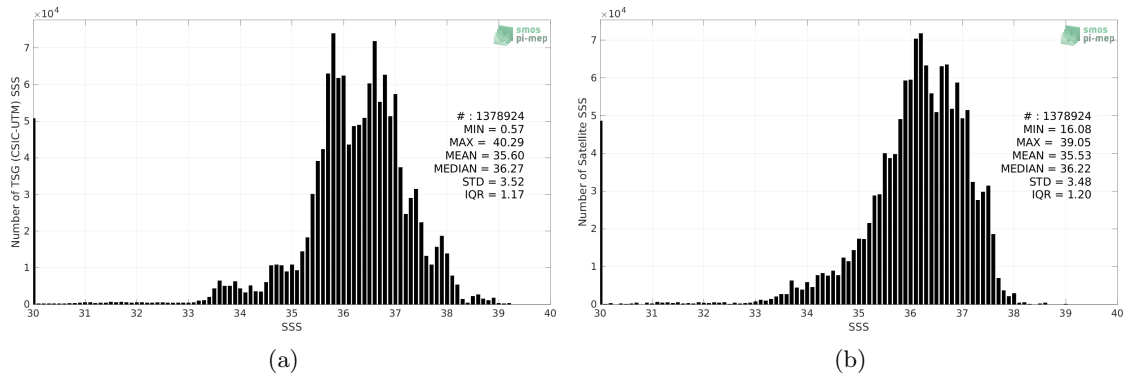 ×10⁴
smos
pi-mep
Number of TSG (CSIC-UTM) SSS
7
6
5
4
3
2
1
0
# : 1378924
MIN = 0.57
MAX = 40.29
MEAN = 35.60
MEDIAN = 36.27
STD = 3.52
IQR = 1.17
30 31 32 33 34 35 36 37 38 39 40
SSS
(a)
×10⁴
smos
pi-mep
Number of Satellite SSS
7
6
5
4
3
2
1
0
# : 1378924
MIN = 16.08
MAX = 39.05
MEAN = 35.53
MEDIAN = 36.22
STD = 3.48
IQR = 1.20
30 31 32 33 34 35 36 37 38 39 40
SSS
(b)